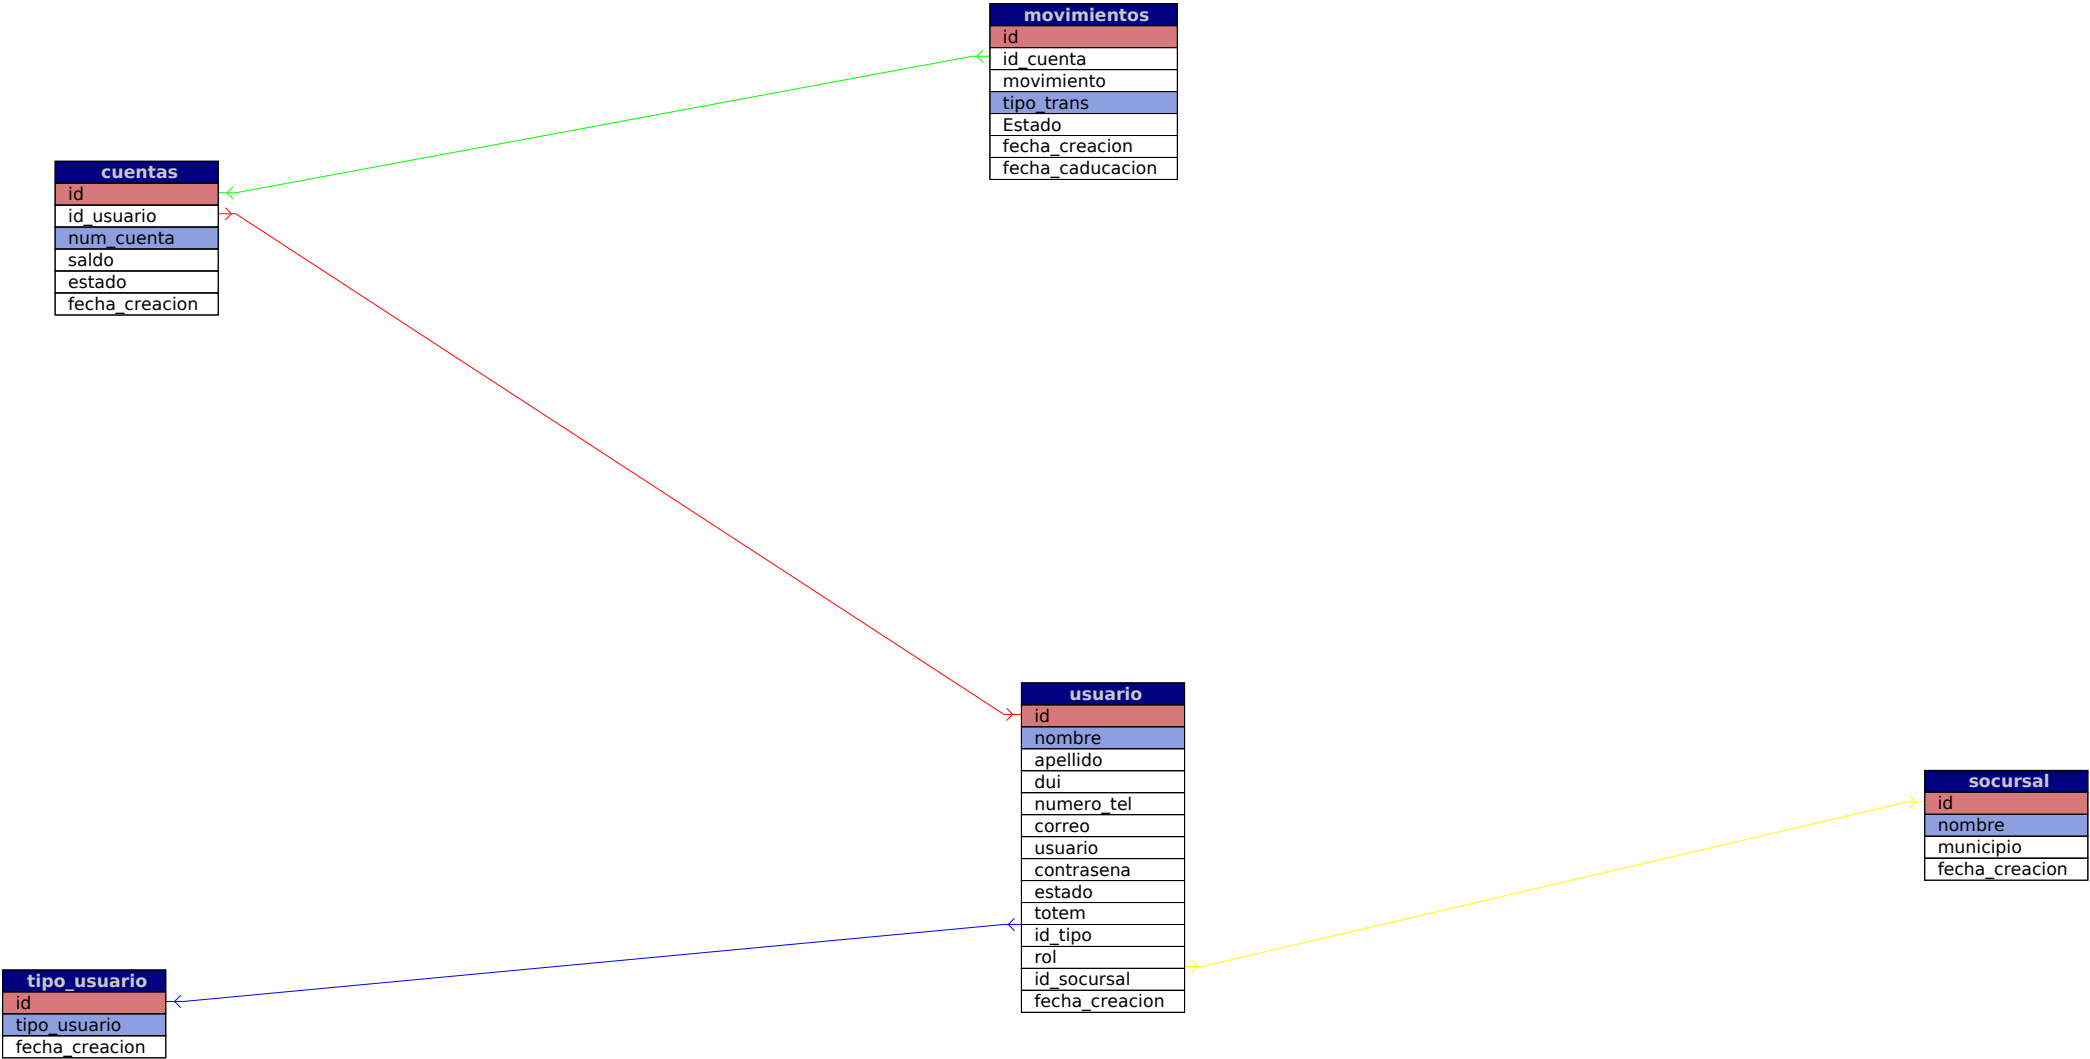 movimientos
id
id_cuenta
movimiento
tipo_trans
Estado
fecha_creacion
fecha_caducacion
cuentas
id
id_usuario
num_cuenta
saldo
estado
fecha_creacion
usuario
id
nombre
apellido
dui
numero_tel
correo
usuario
contrasena
estado
totem
id_tipo
rol
id_socursal
fecha_creacion
socursal
id
nombre
municipio
fecha_creacion
tipo_usuario
id
tipo_usuario
fecha_creacion